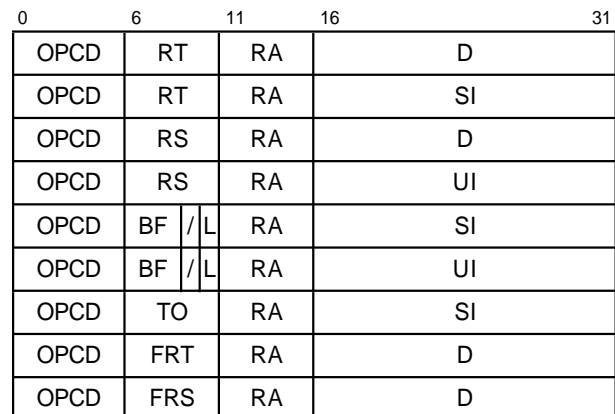 0 6 11 16 31
OPCD RT RA D
OPCD RT RA SI
OPCD RS RA D
OPCD RS RA UI
OPCD BF / L RA SI
OPCD BF / L RA UI
OPCD TO RA SI
OPCD FRT RA D
OPCD FRS RA D